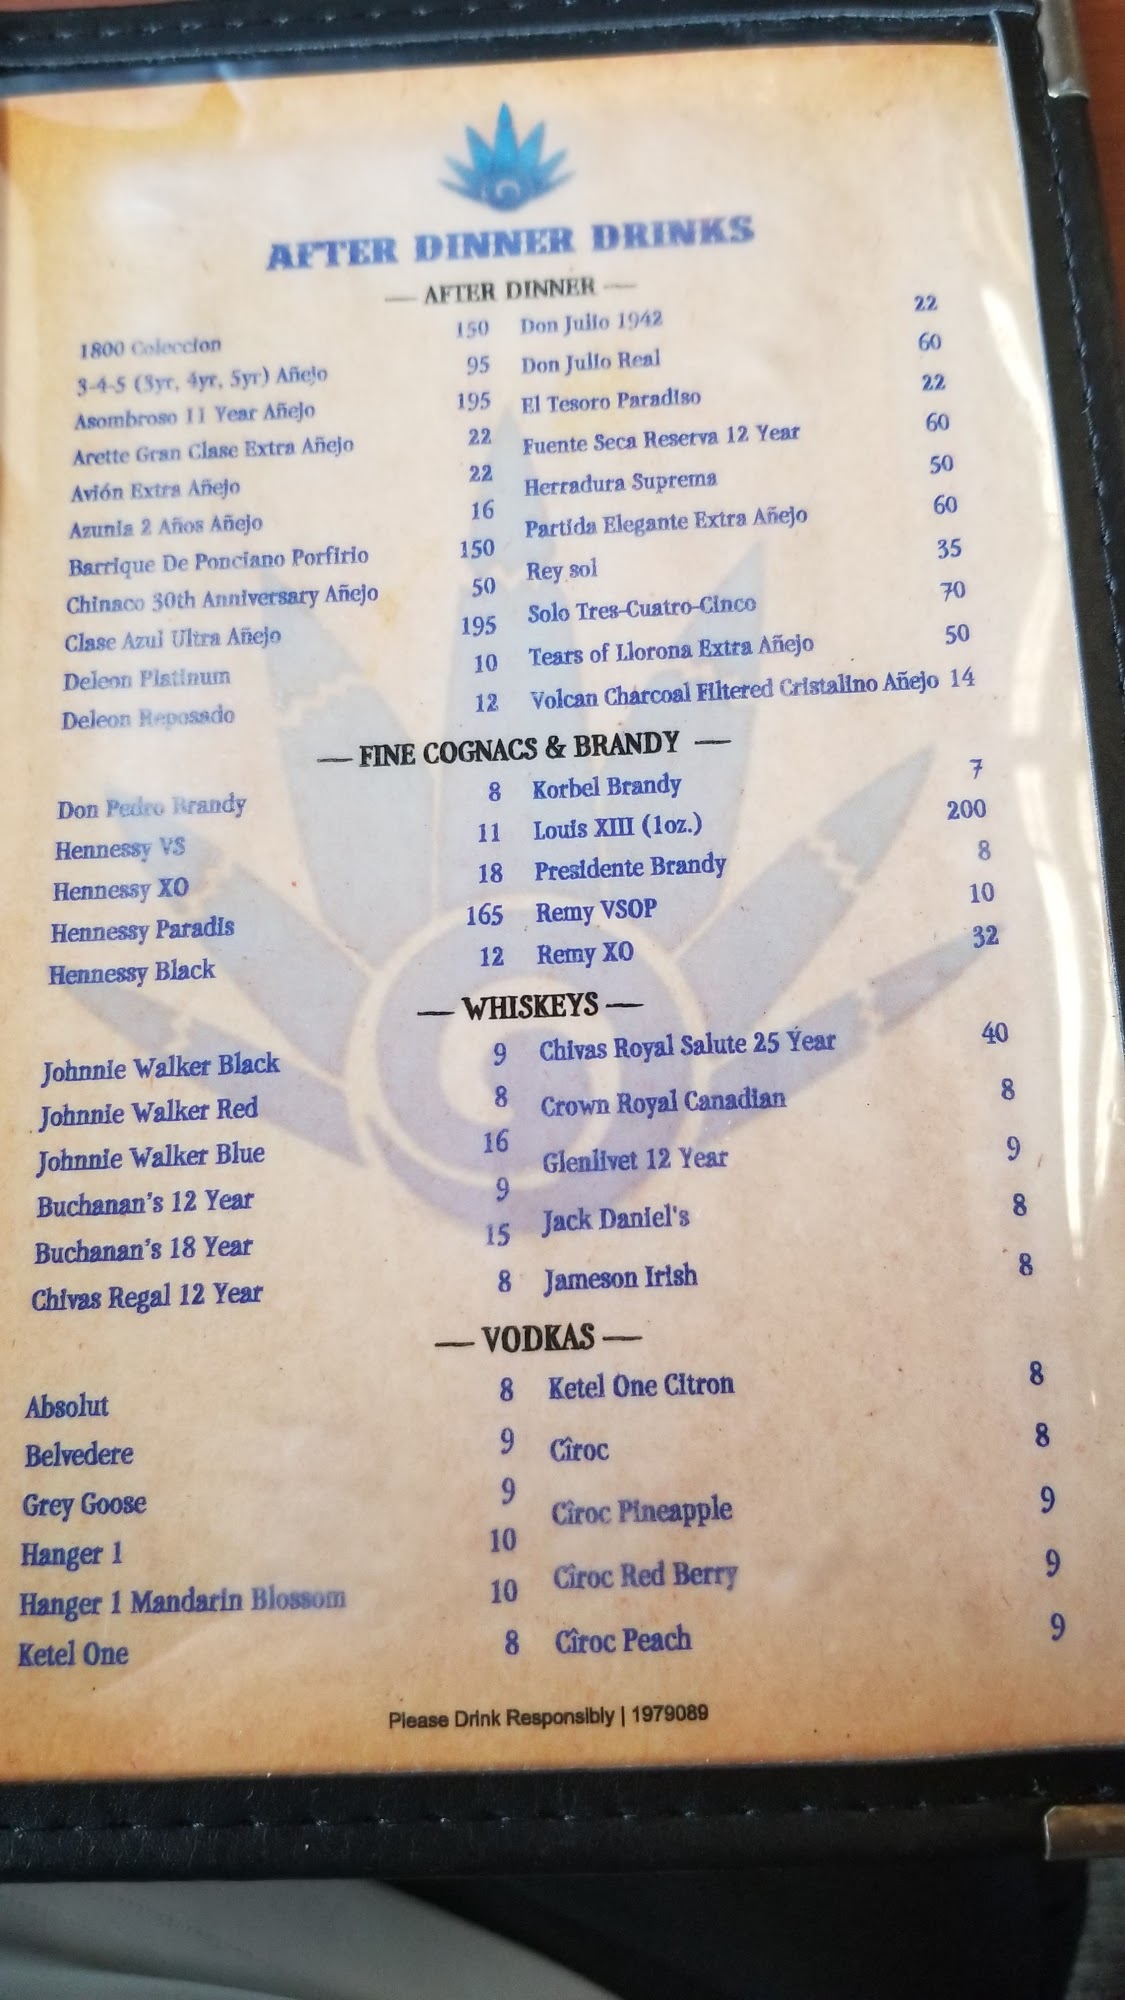 AFTER DINNER DRINKS
— AFTER DINNER —
1800 Coleccion 150
3-4-5 (3yr, 4yr, 5yr) Añejo 95
Asombroso 11 Year Añejo 195
Arette Gran Clase Extra Añejo 22
Avión Extra Añejo 22
Azunia 2 Años Añejo 16
Barrique De Ponciano Porfirio 150
Chinaco 30th Anniversary Añejo 50
Clase Azul Ultra Añejo 195
Deleon Platinum 10
Deleon Reposado 12
Don Julio 1942 22
Don Julio Real 60
El Tesoro Paradiso 22
Fuente Seca Reserva 12 Year 60
Herradura Suprema 50
Partida Elegante Extra Añejo 60
Rey sol 35
Solo Tres-Cuatro-Cinco 70
Tears of Llorona Extra Añejo 50
Volcan Charcoal Filtered Cristalino Añejo 14
— FINE COGNACS & BRANDY —
Don Pedro Brandy 8
Hennessy VS 11
Hennessy XO 18
Hennessy Paradis 165
Hennessy Black 12
Korbel Brandy 7
Louis XIII (1oz.) 200
Presidente Brandy 8
Remy VSOP 10
Remy XO 32
— WHISKEYS —
Johnnie Walker Black 9
Johnnie Walker Red 8
Johnnie Walker Blue 16
Buchanan's 12 Year 9
Buchanan's 18 Year 15
Chivas Regal 12 Year 8
Chivas Royal Salute 25 Year 40
Crown Royal Canadian 8
Glenlivet 12 Year 9
Jack Daniel's 8
Jameson Irish 8
— VODKAS —
Absolut 8
Belvedere 9
Grey Goose 9
Hanger 1 10
Hanger 1 Mandarin Blossom 10
Ketel One 8
Ketel One Citron 8
Cîroc 8
Cîroc Pineapple 9
Cîroc Red Berry 9
Cîroc Peach 9
Please Drink Responsibly | 1979089